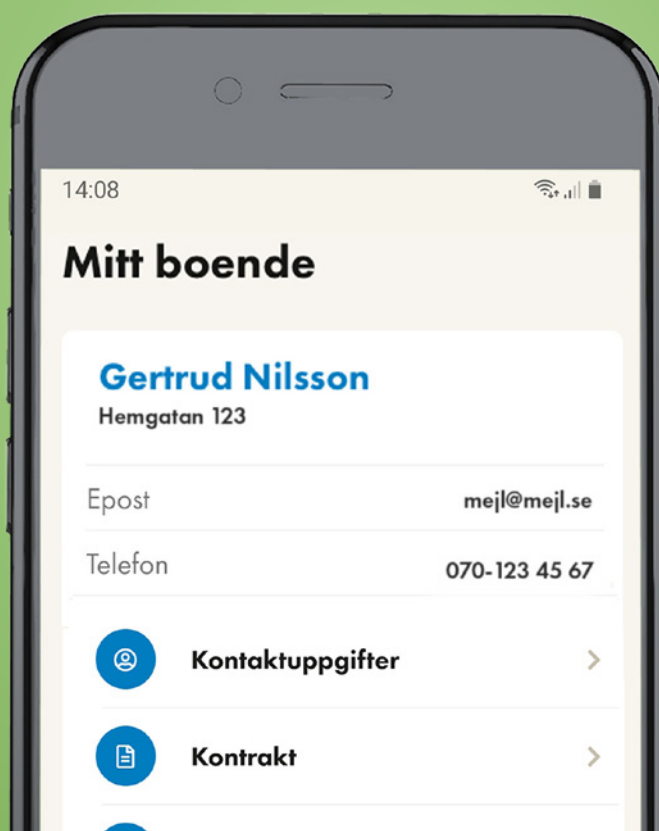 14:08
Mitt boende
Gertrud Nilsson
Hemgatan 123
Epost mejl@mejl.se
Telefon 070-123 45 67
Kontaktuppgifter
Kontrakt